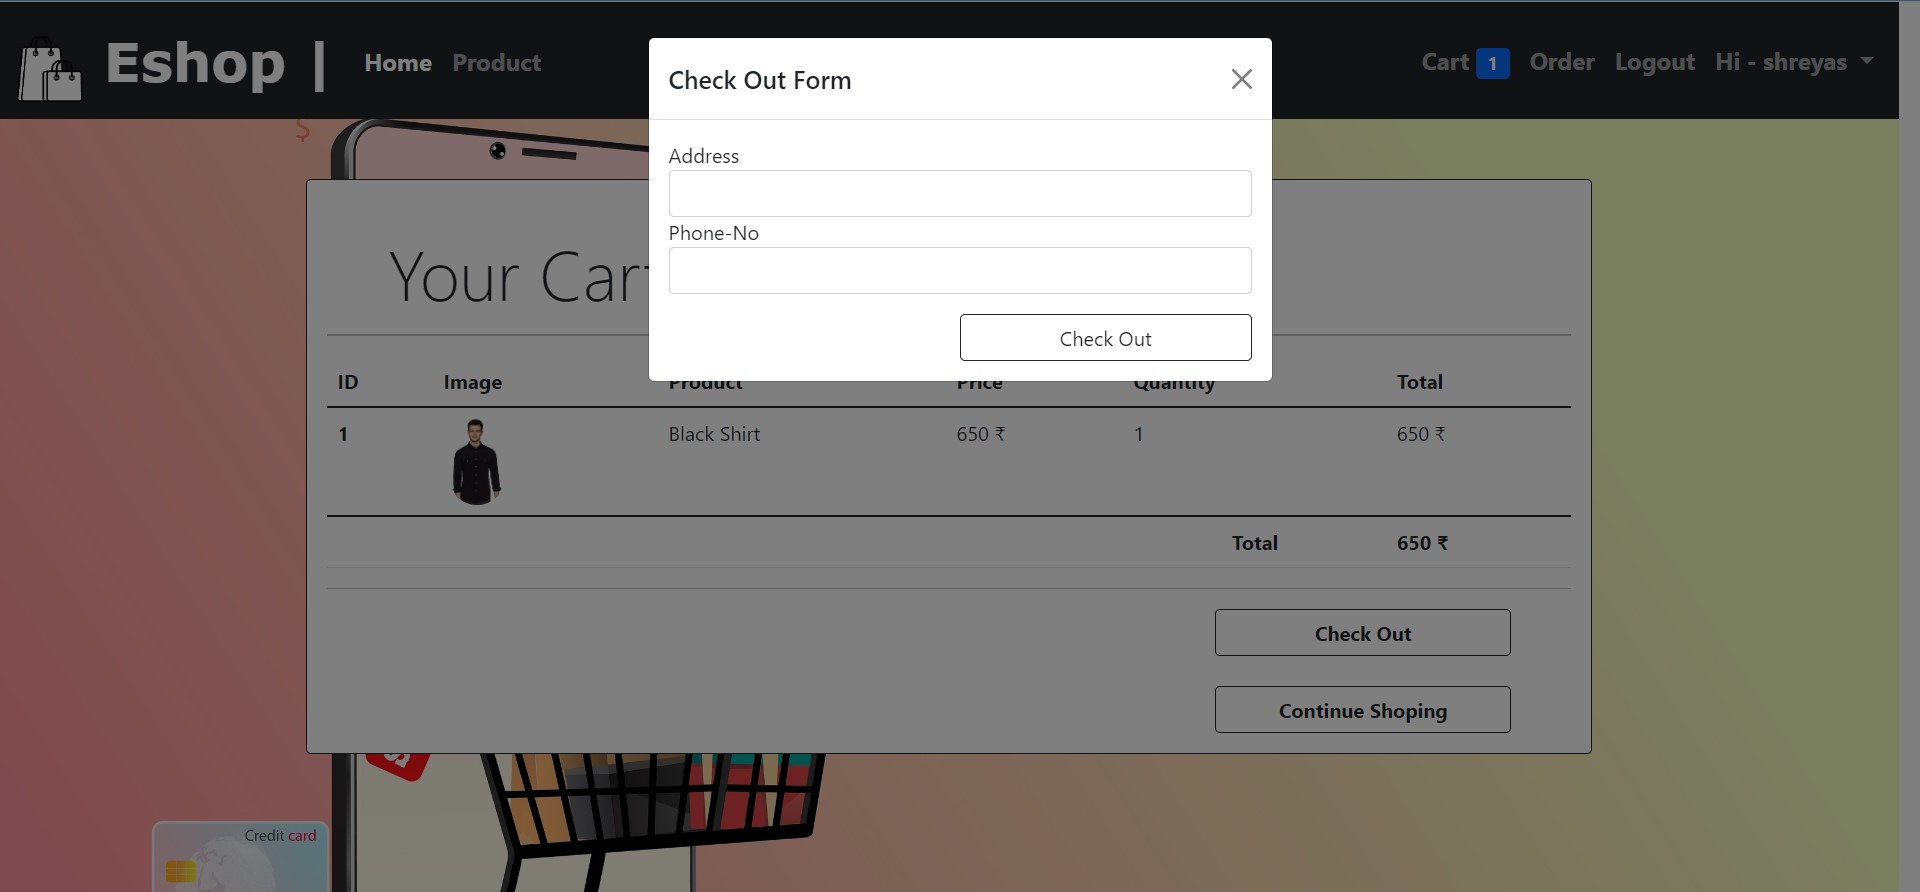 Eshop | Home Product Cart 1 Order Logout Hi - shreyas
Check Out Form
Address
Phone-No
Check Out
$
Your Cart
ID Image Product Price Quantity Total
1 Black Shirt 650 ₹ 1 650 ₹
Total 650 ₹
Check Out
Continue Shoping
Credit card